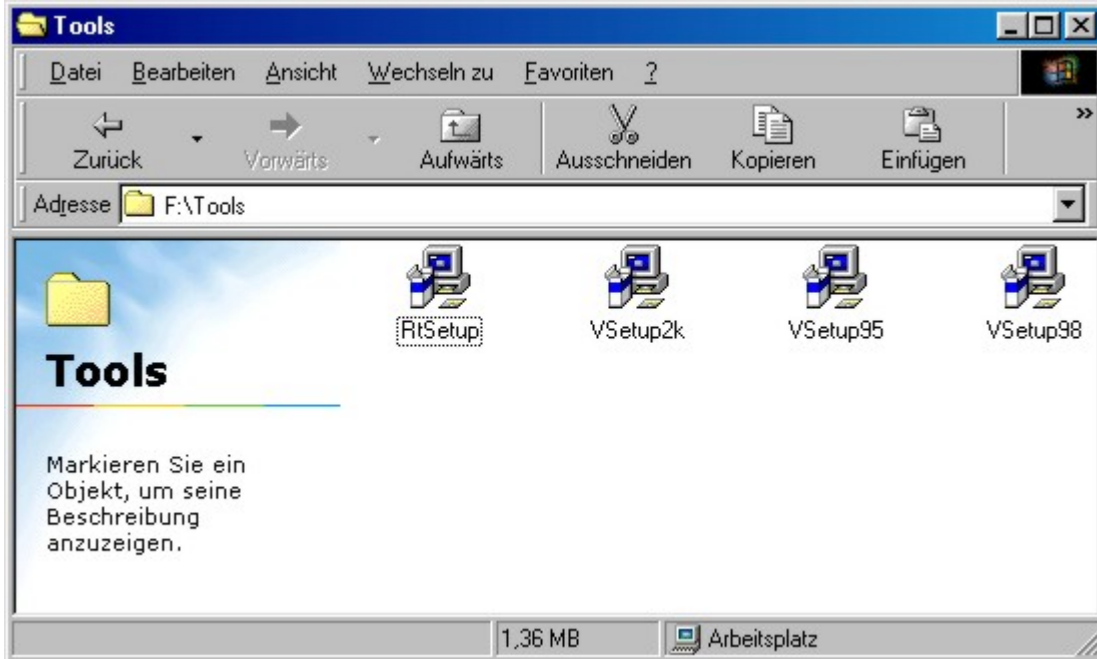 Tools
Datei Bearbeiten Ansicht Wechseln zu Favoriten ?
Zurück Vorwärts Aufwärts Ausschneiden Kopieren Einfügen »
Adresse F:\Tools
RtSetup VSetup2k VSetup95 VSetup98
Tools
Markieren Sie ein
Objekt, um seine
Beschreibung
anzuzeigen.
1,36 MB Arbeitsplatz